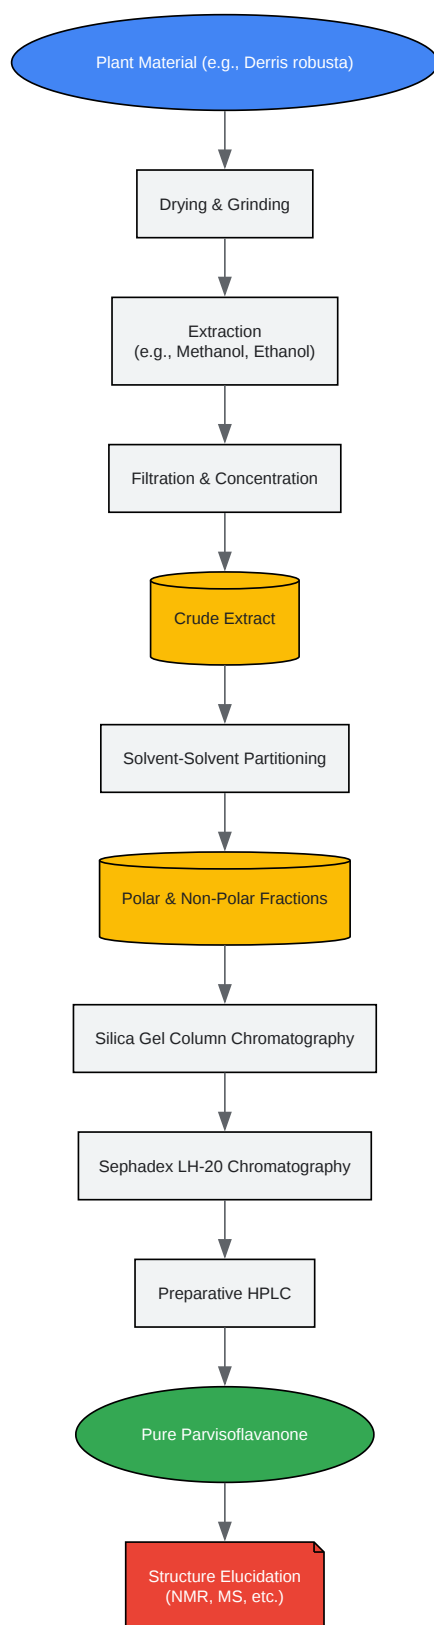 Plant Material (e.g., Derris robusta)
Drying & Grinding
Extraction
(e.g., Methanol, Ethanol)
Filtration & Concentration
Crude Extract
Solvent-Solvent Partitioning
Polar & Non-Polar Fractions
Silica Gel Column Chromatography
Sephadex LH-20 Chromatography
Preparative HPLC
Pure Parvisoflavanone
Structure Elucidation
(NMR, MS, etc.)